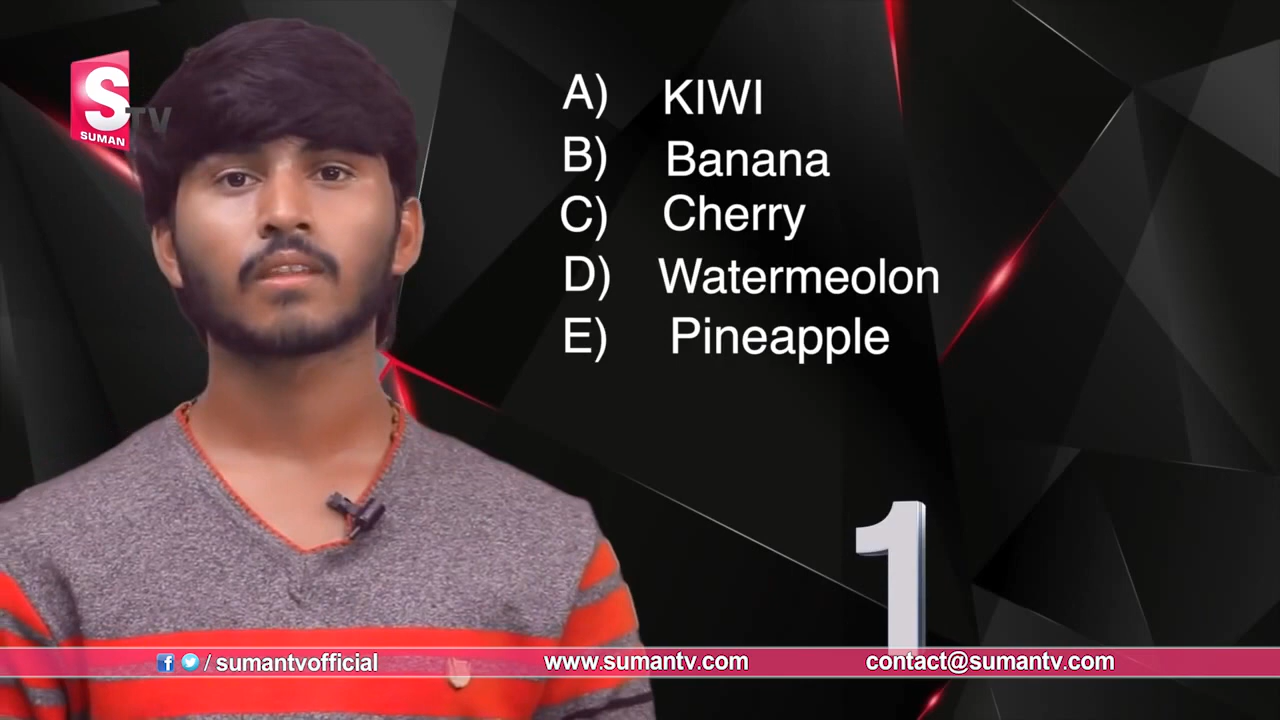 S
TV
SUMAN
A) KIWI
B) Banana
C) Cherry
D) Watermeolon
E) Pineapple
1
f / sumantvofficial
www.sumantv.com
contact@sumantv.com